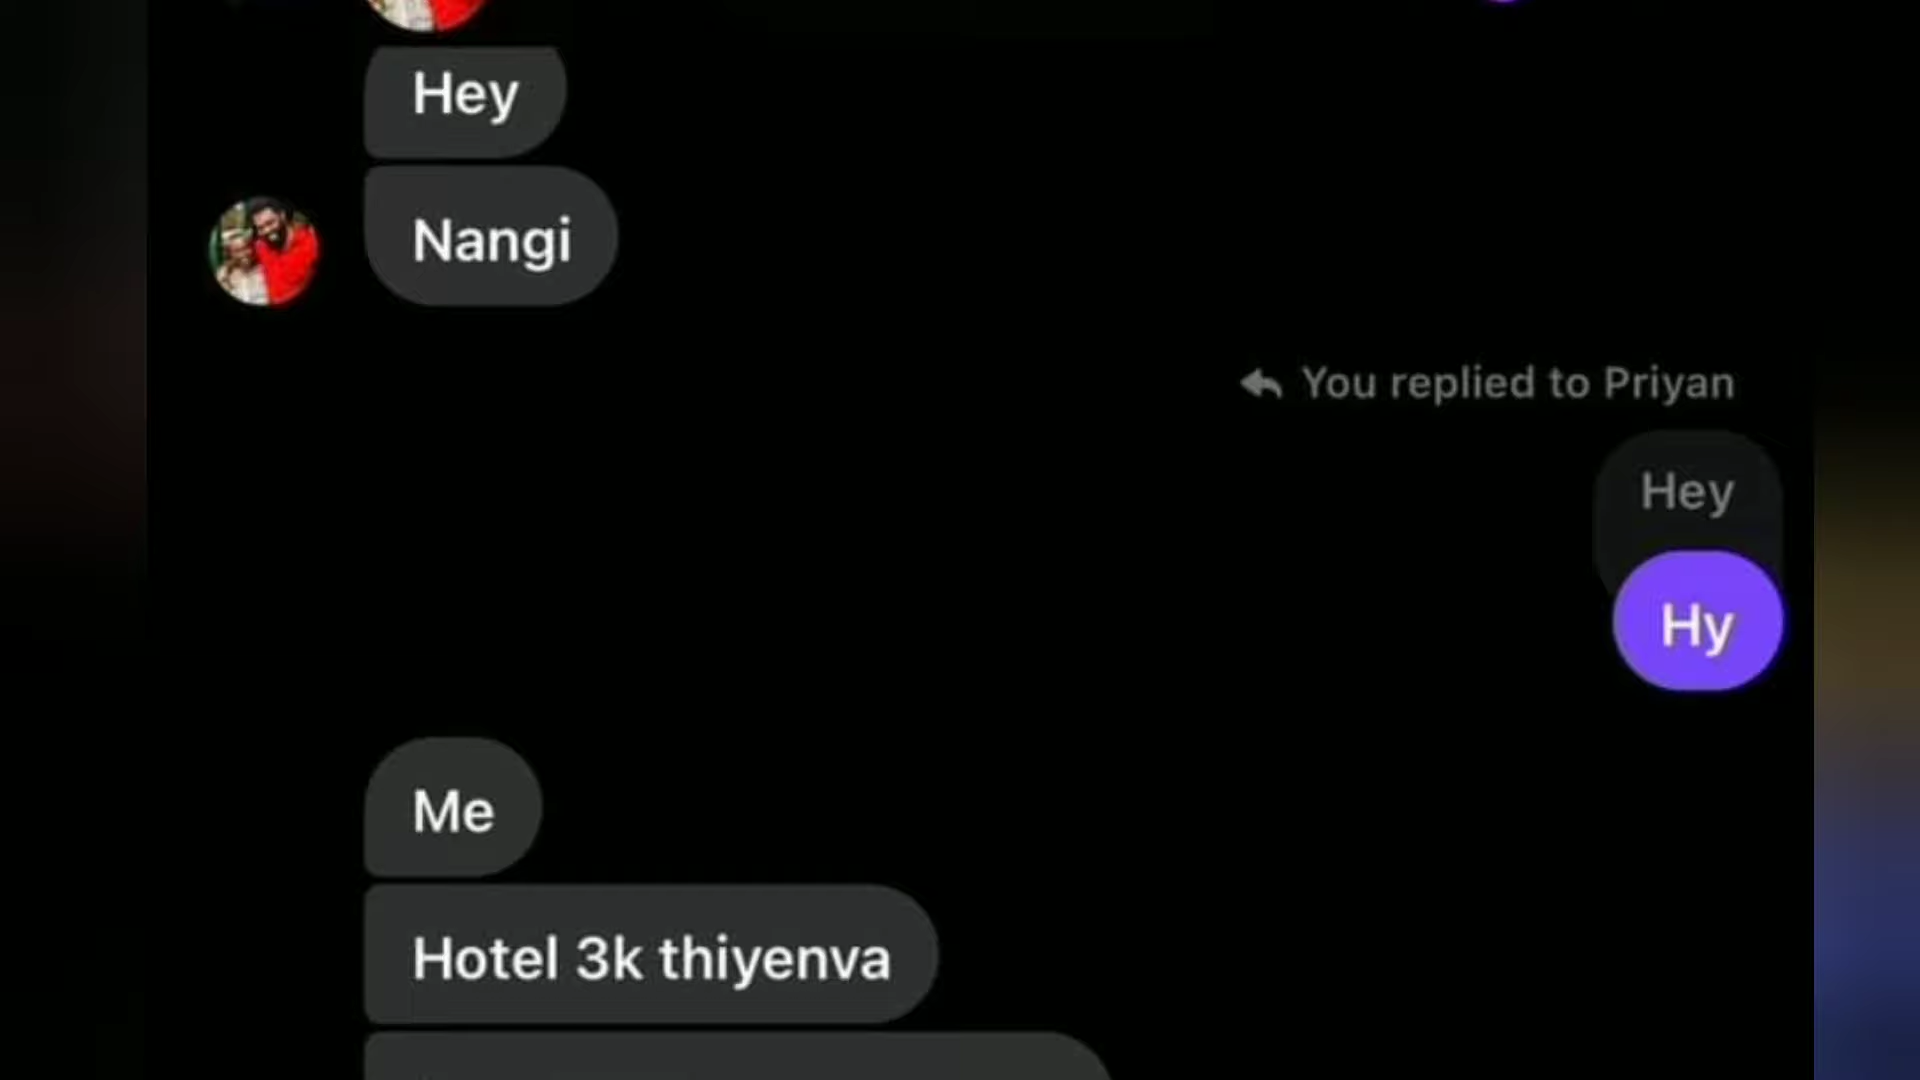 Hey
Nangi
You replied to Priyan
Hey
Hy
Me
Hotel 3k thiyenva